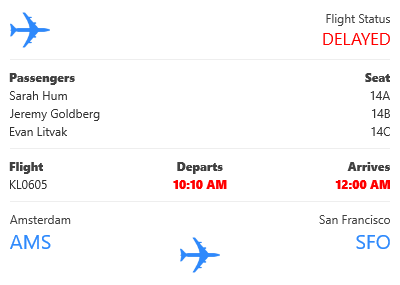 Flight Status
DELAYED
Passengers Seat
Sarah Hum 14A
Jeremy Goldberg 14B
Evan Litvak 14C
Flight Departs Arrives
KL0605 10:10 AM 12:00 AM
Amsterdam San Francisco
AMS SFO